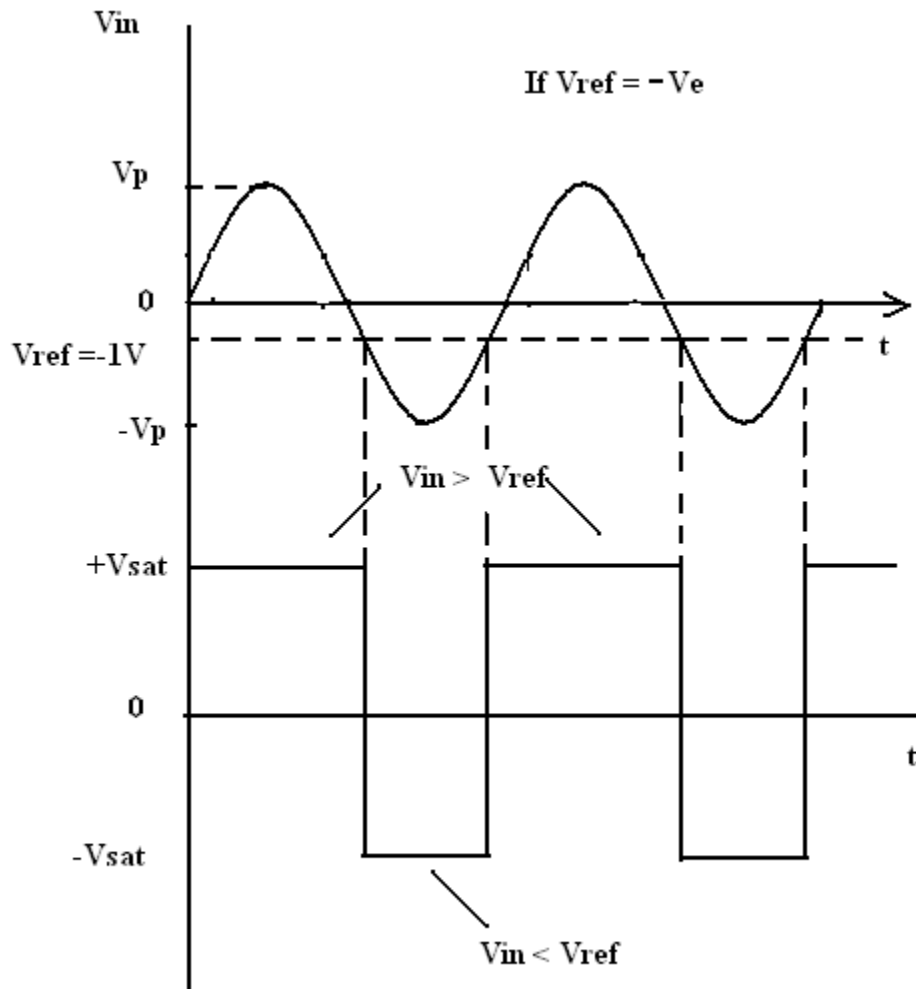 Vin
If Vref = -Ve
Vp
0
Vref =-1V
t
-Vp
Vin > Vref
+Vsat
0
t
-Vsat
Vin < Vref